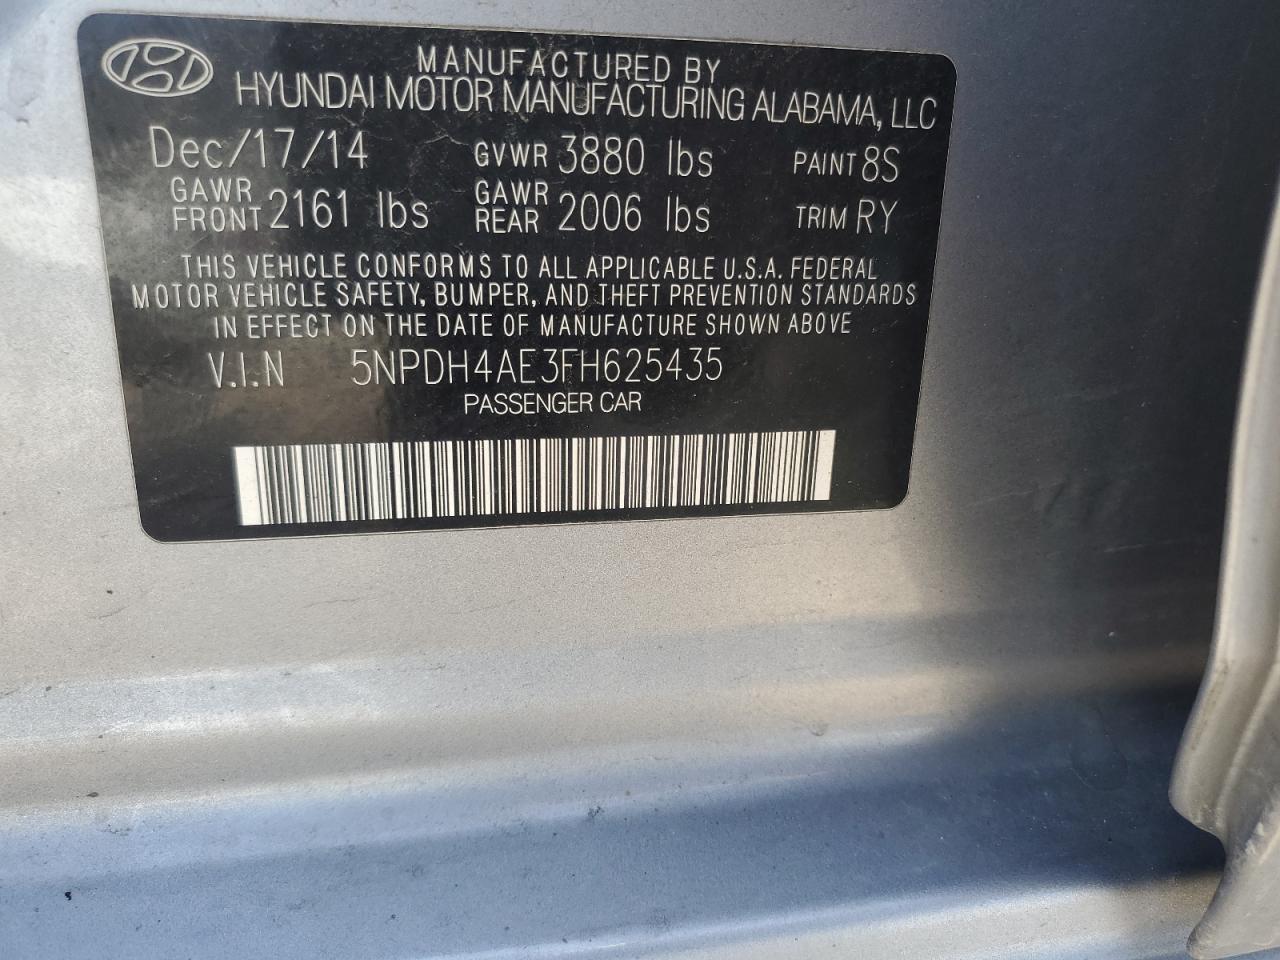 MANUFACTURED BY
HYUNDAI MOTOR MANUFACTURING ALABAMA, LLC
Dec/17/14 GVWR 3880 lbs PAINT 8S
GAWR FRONT 2161 lbs GAWR REAR 2006 lbs TRIM RY
THIS VEHICLE CONFORMS TO ALL APPLICABLE U.S.A. FEDERAL
MOTOR VEHICLE SAFETY, BUMPER, AND THEFT PREVENTION STANDARDS
IN EFFECT ON THE DATE OF MANUFACTURE SHOWN ABOVE
V.I.N 5NPDH4AE3FH625435
PASSENGER CAR